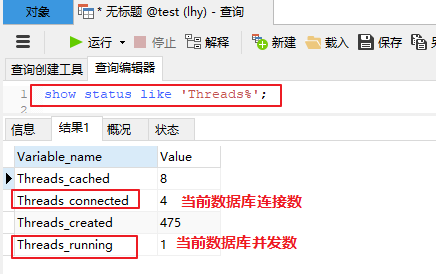 对象 * 无标题 @test (lhy) - 查询
运行 停止 解释 新建 载入 保存
查询创建工具 查询编辑器
1 show status like 'Threads%';
2
信息 结果1 概况 状态
Variable_name Value
Threads_cached 8
Threads_connected 4 当前数据库连接数
Threads_created 475
Threads_running 1 当前数据库并发数